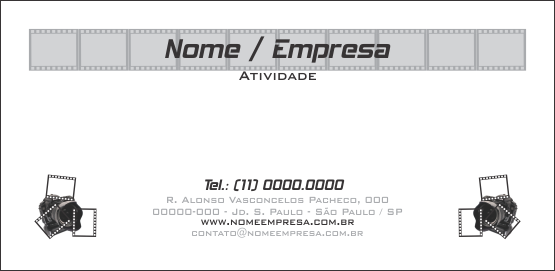 Nome / Empresa
Atividade
Tel.: (11) 0000.0000
R. Alonso Vasconcelos Pacheco, 000
00000-000 - Jd. S. Paulo - São Paulo / SP
www.nomeempresa.com.br
contato@nomeempresa.com.br